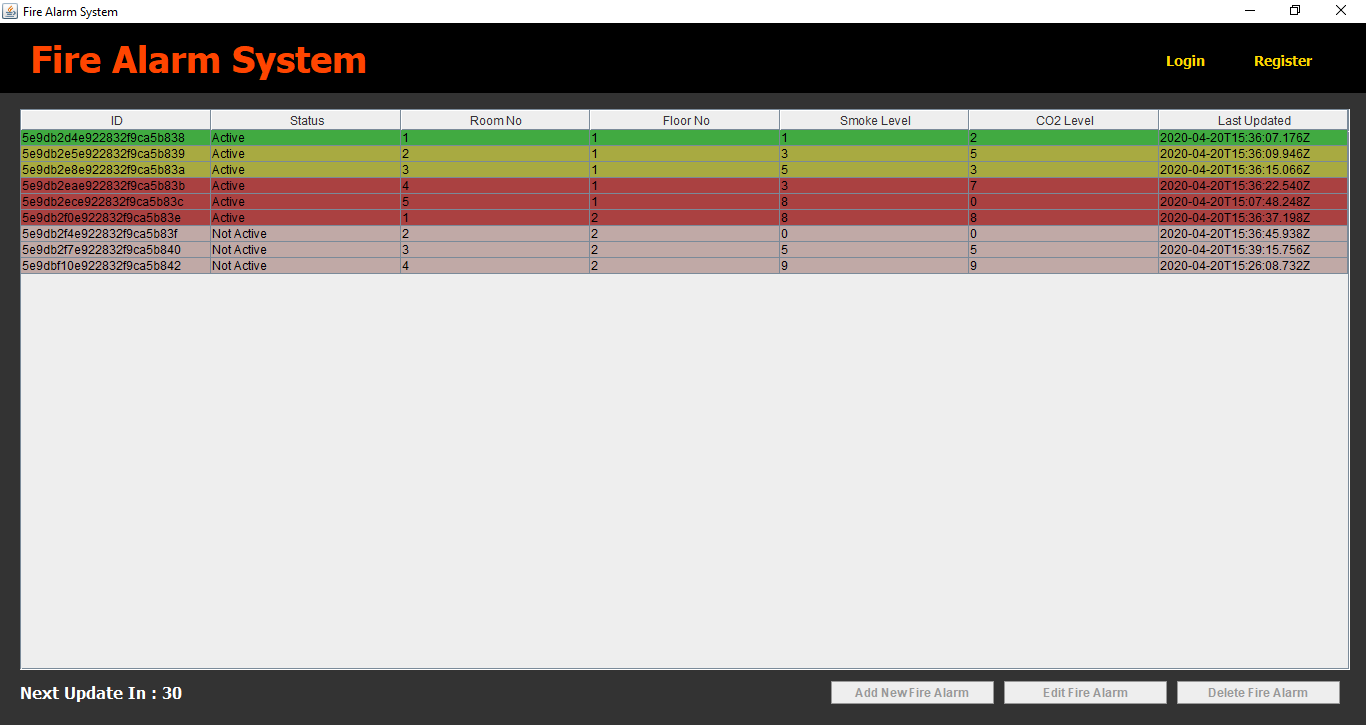 Fire Alarm System
Fire Alarm System
Login Register
ID Status Room No Floor No Smoke Level CO2 Level Last Updated
5e9db2d4e922832f9ca5b838 Active 1 1 1 2 2020-04-20T15:36:07.176Z
5e9db2e5e922832f9ca5b839 Active 2 1 3 5 2020-04-20T15:36:09.946Z
5e9db2e8e922832f9ca5b83a Active 3 1 5 3 2020-04-20T15:36:15.066Z
5e9db2eae922832f9ca5b83b Active 4 1 3 7 2020-04-20T15:36:22.540Z
5e9db2ece922832f9ca5b83c Active 5 1 8 0 2020-04-20T15:07:48.248Z
5e9db2f0e922832f9ca5b83e Active 1 2 8 8 2020-04-20T15:36:37.198Z
5e9db2f4e922832f9ca5b83f Not Active 2 2 0 0 2020-04-20T15:36:45.938Z
5e9db2f7e922832f9ca5b840 Not Active 3 2 5 5 2020-04-20T15:39:15.756Z
5e9dbf10e922832f9ca5b842 Not Active 4 2 9 9 2020-04-20T15:26:08.732Z
Next Update In : 30 Add New Fire Alarm Edit Fire Alarm Delete Fire Alarm